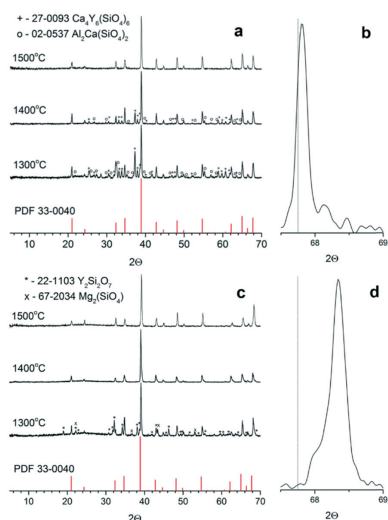 + - 27-0093 Ca₄Y₆(SiO₄)₆
o - 02-0537 Al₂Ca(SiO₄)₂
a
1500°C
1400°C
1300°C
PDF 33-0040
10 20 30 40 50 60 70
2Θ
b
68 69
2Θ
* - 22-1103 Y₂Si₂O₇
x - 67-2034 Mg₂(SiO₄)
c
1500°C
1400°C
1300°C
PDF 33-0040
10 20 30 40 50 60 70
2Θ
d
68 69
2Θ